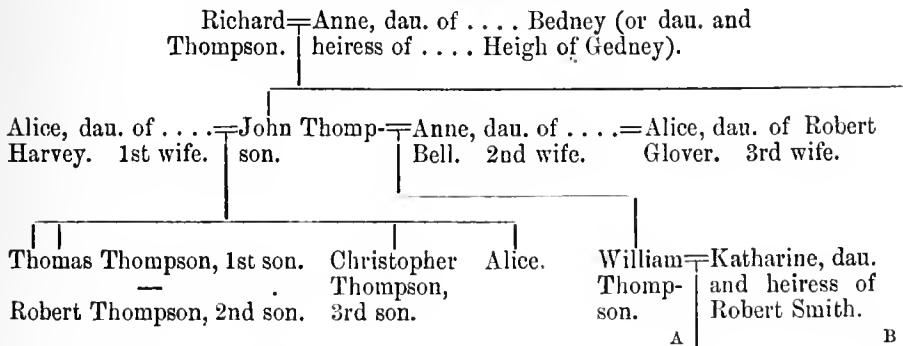 Richard=Anne, dau. of .... Bedney (or dau. and
Thompson. heiress of .... Heigh of Gedney).
Alice, dau. of ....=John Thomp-=Anne, dau. of ....=Alice, dau. of Robert
Harvey. 1st wife. son. Bell. 2nd wife. Glover. 3rd wife.
Thomas Thompson, 1st son. Christopher Alice. William=Katharine, dau.
— Thompson, Thomp- and heiress of
Robert Thompson, 2nd son. 3rd son. son. Robert Smith.
A B